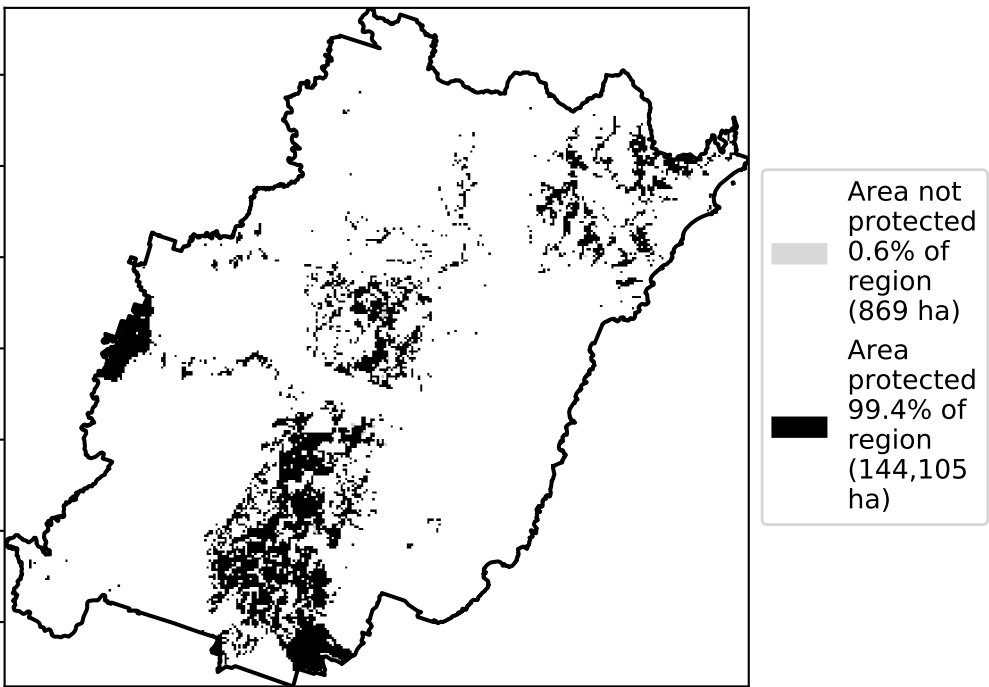 Area not
protected
0.6% of
region
(869 ha)
Area
protected
99.4% of
region
(144,105
ha)